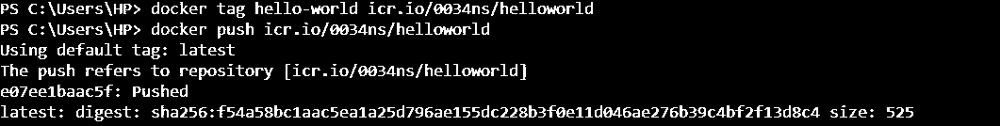 PS C:\Users\HP> docker tag hello-world icr.io/0034ns/helloworld
PS C:\Users\HP> docker push icr.io/0034ns/helloworld
Using default tag: latest
The push refers to repository [icr.io/0034ns/helloworld]
e07ee1baac5f: Pushed
latest: digest: sha256:f54a58bc1aac5ea1a25d796ae155dc228b3f0e11d046ae276b39c4bf2f13d8c4 size: 525